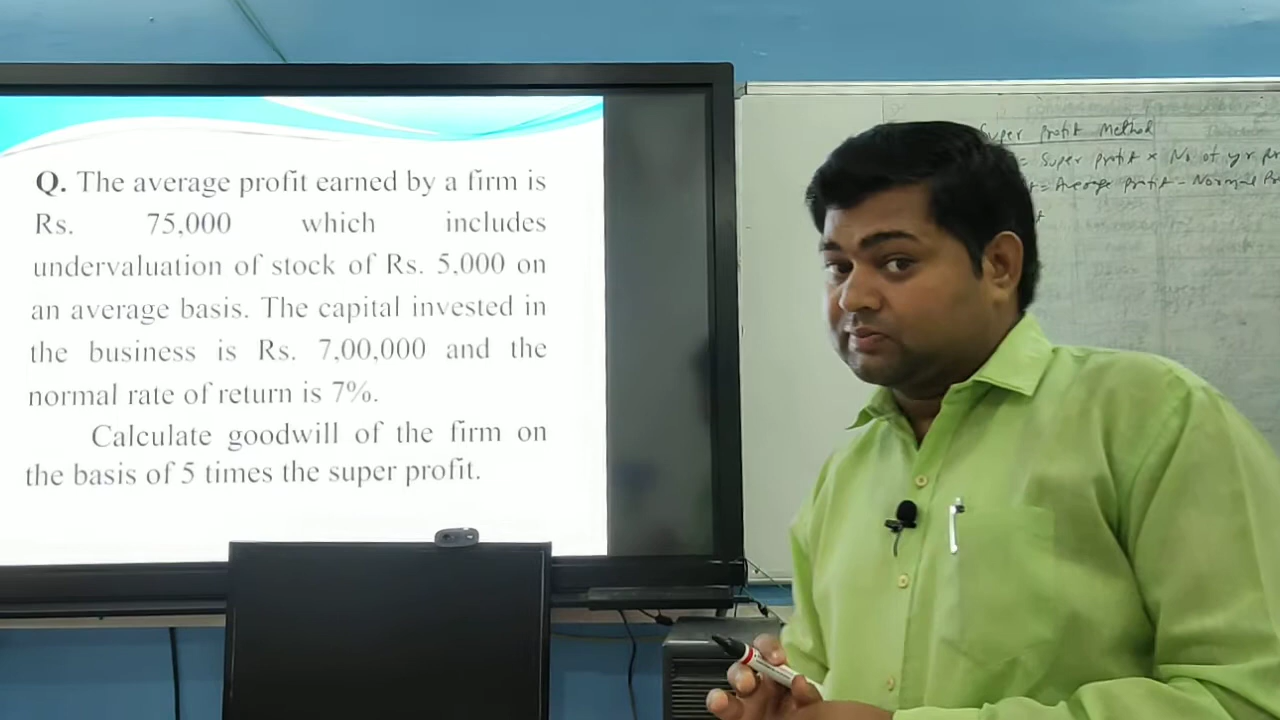 Q. The average profit earned by a firm is
Rs. 75,000 which includes
undervaluation of stock of Rs. 5,000 on
an average basis. The capital invested in
the business is Rs. 7,00,000 and the
normal rate of return is 7%.
Calculate goodwill of the firm on
the basis of 5 times the super profit.
Super Profit Method
= Super profit × No of yr
= Average Profit - Normal